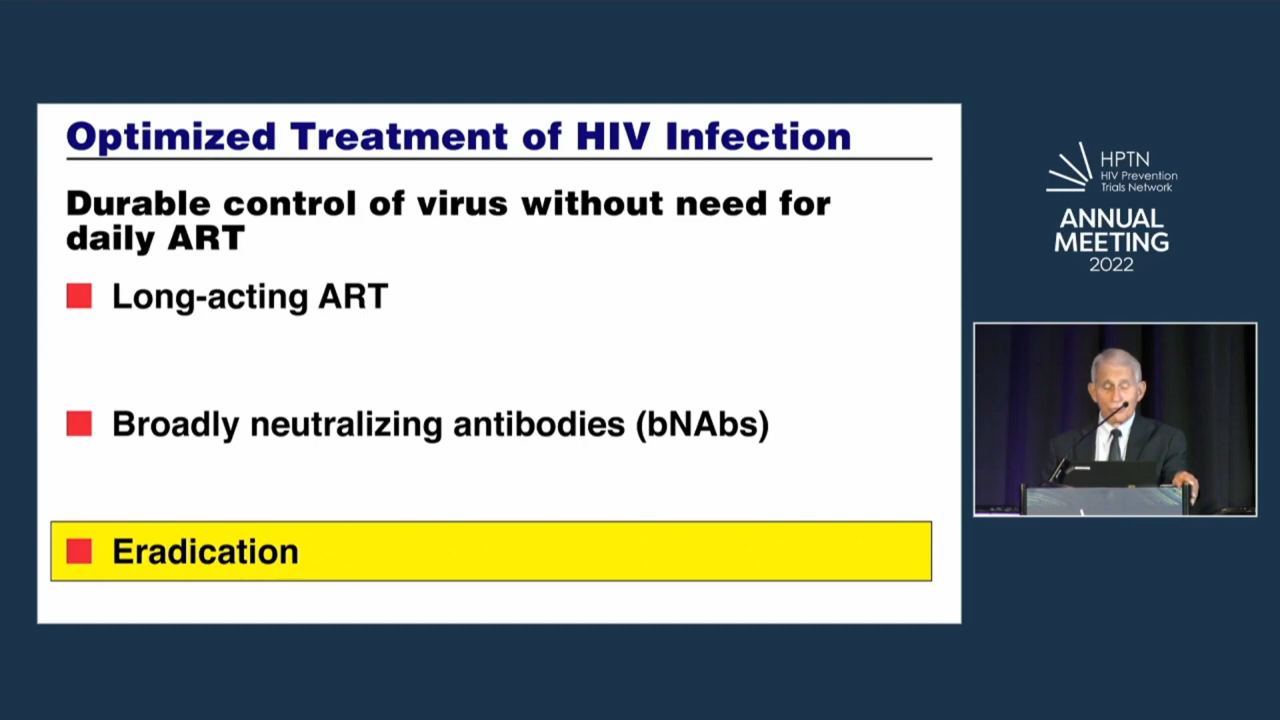 Optimized Treatment of HIV Infection
Durable control of virus without need for
daily ART
Long-acting ART
Broadly neutralizing antibodies (bNAbs)
Eradication
HPTN
HIV Prevention
Trials Network
ANNUAL
MEETING
2022